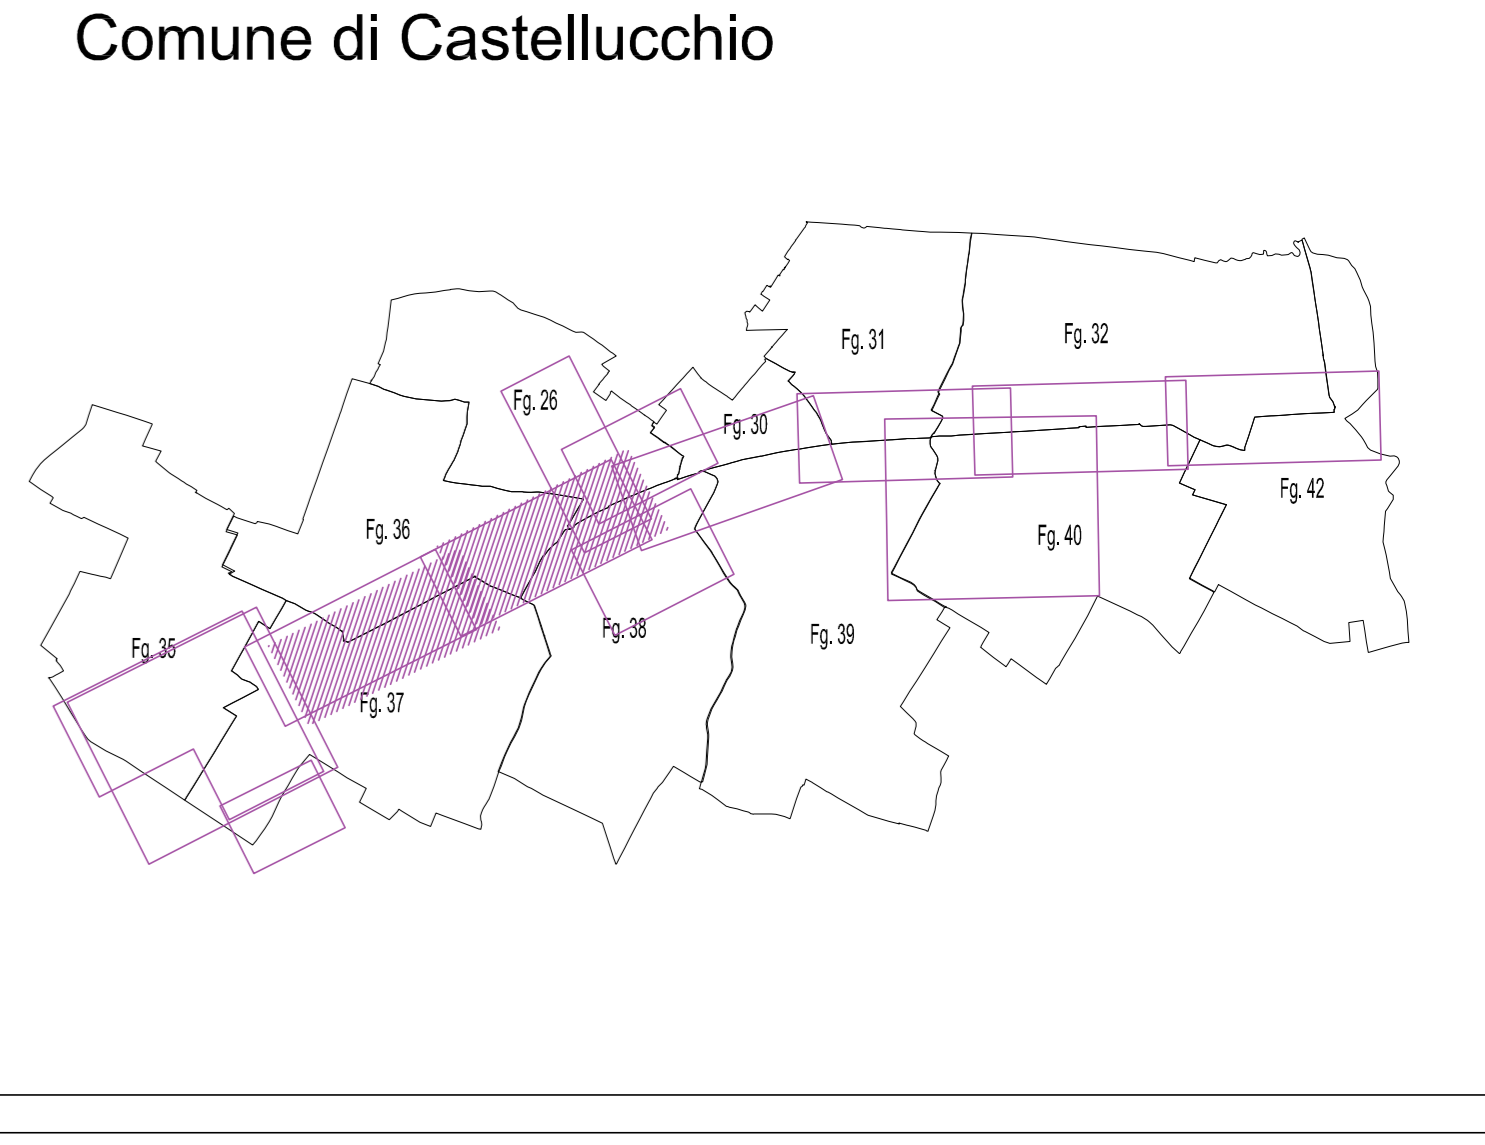 Comune di Castellucchio
Fg. 31
Fg. 32
Fg. 26
Fg. 30
Fg. 42
Fg. 36
Fg. 40
Fg. 38
Fg. 39
Fg. 35
Fg. 37